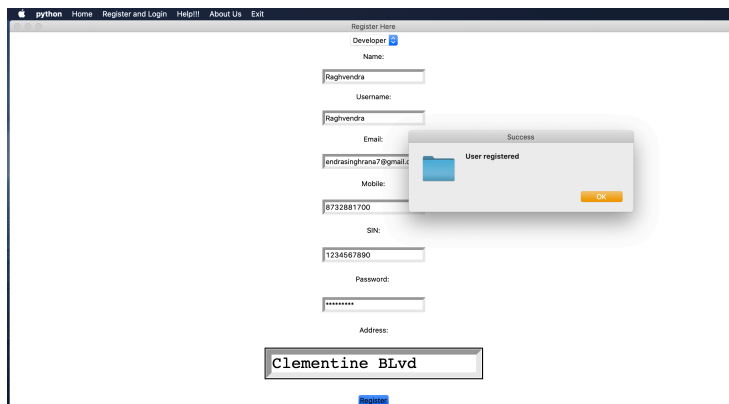 python Home Register and Login Help!!! About Us Exit
Register Here
Developer
Name:
Raghvendra
Username:
Raghvendra
Email:
endrasinghrana7@gmail.c
Success
User registered
OK
Mobile:
8732881700
SIN:
1234567890
Password:
*********
Address:
Clementine BLvd
Register